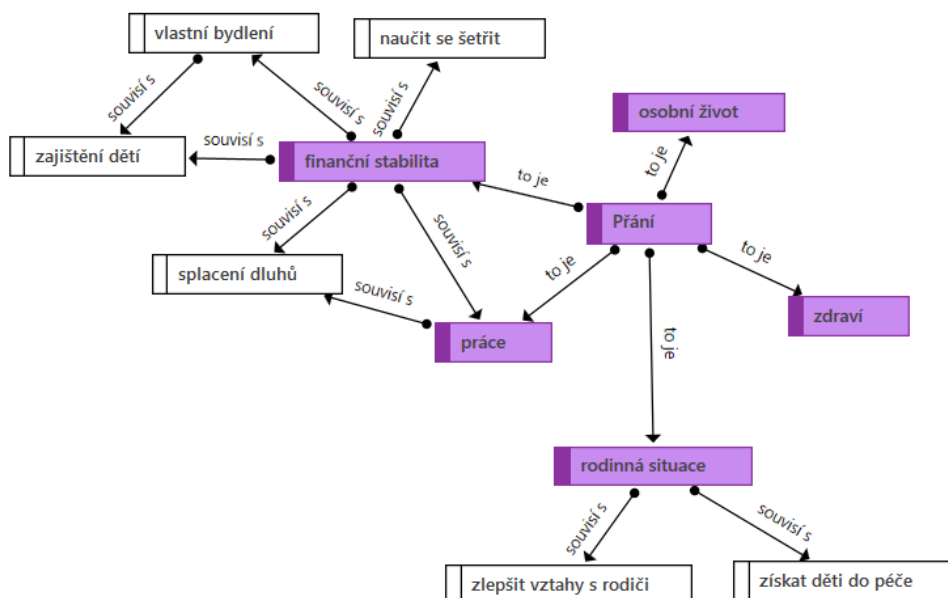 vlastní bydlení
naučit se šetřit
souvisí s
souvisí s
souvisí s
osobní život
zajištění dětí
souvisí s
finanční stabilita
to je
to je
Přání
souvisí s
souvisí s
to je
to je
splacení dluhů
souvisí s
práce
zdraví
to je
rodinná situace
souvisí s
souvisí s
zlepšit vztahy s rodiči
získat děti do péče